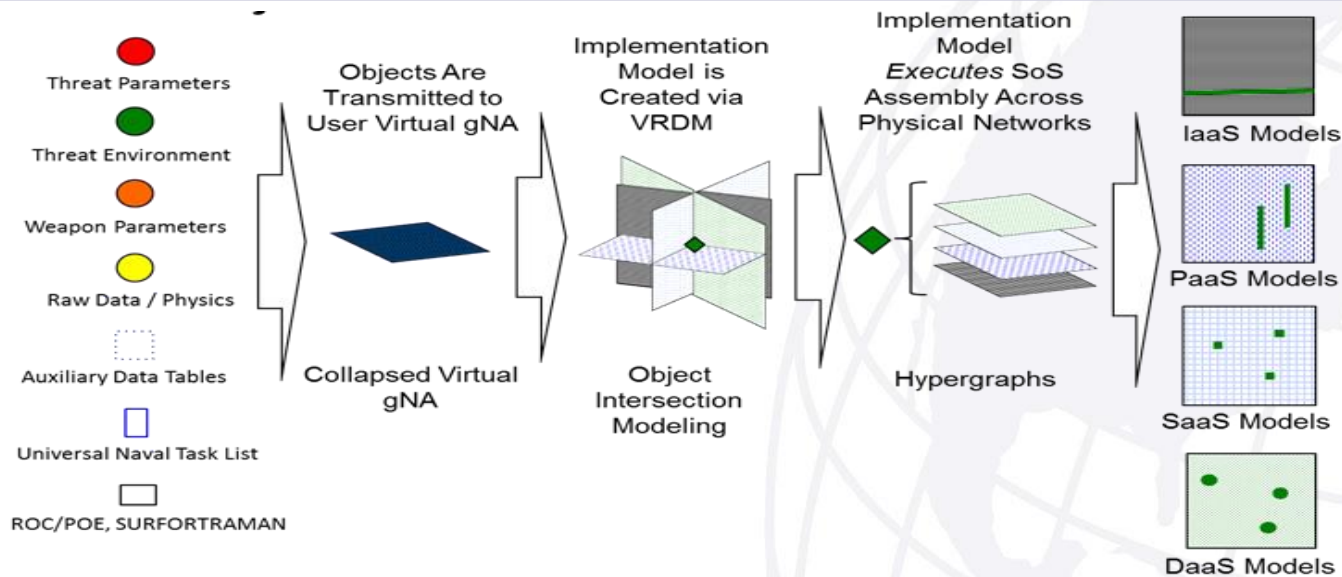 Threat Parameters
Threat Environment
Weapon Parameters
Raw Data / Physics
Auxiliary Data Tables
Universal Naval Task List
ROC/POE, SURFORTRAMAN
Objects Are
Transmitted to
User Virtual gNA
Collapsed Virtual
gNA
Implementation
Model is
Created via
VRDM
Object
Intersection
Modeling
Implementation
Model
Executes SoS
Assembly Across
Physical Networks
Hypergraphs
IaaS Models
PaaS Models
SaaS Models
DaaS Models